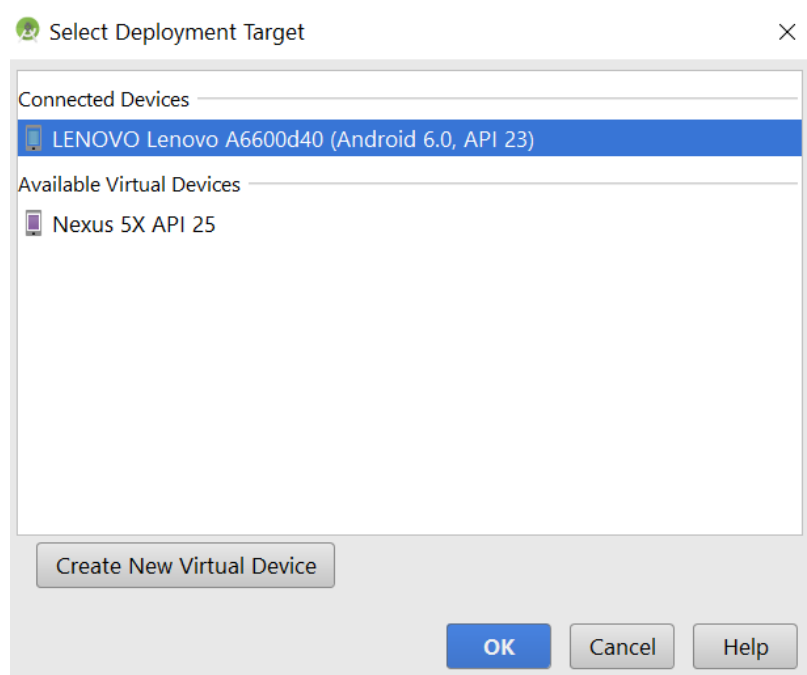 Select Deployment Target
Connected Devices
LENOVO Lenovo A6600d40 (Android 6.0, API 23)
Available Virtual Devices
Nexus 5X API 25
Create New Virtual Device
OK Cancel Help